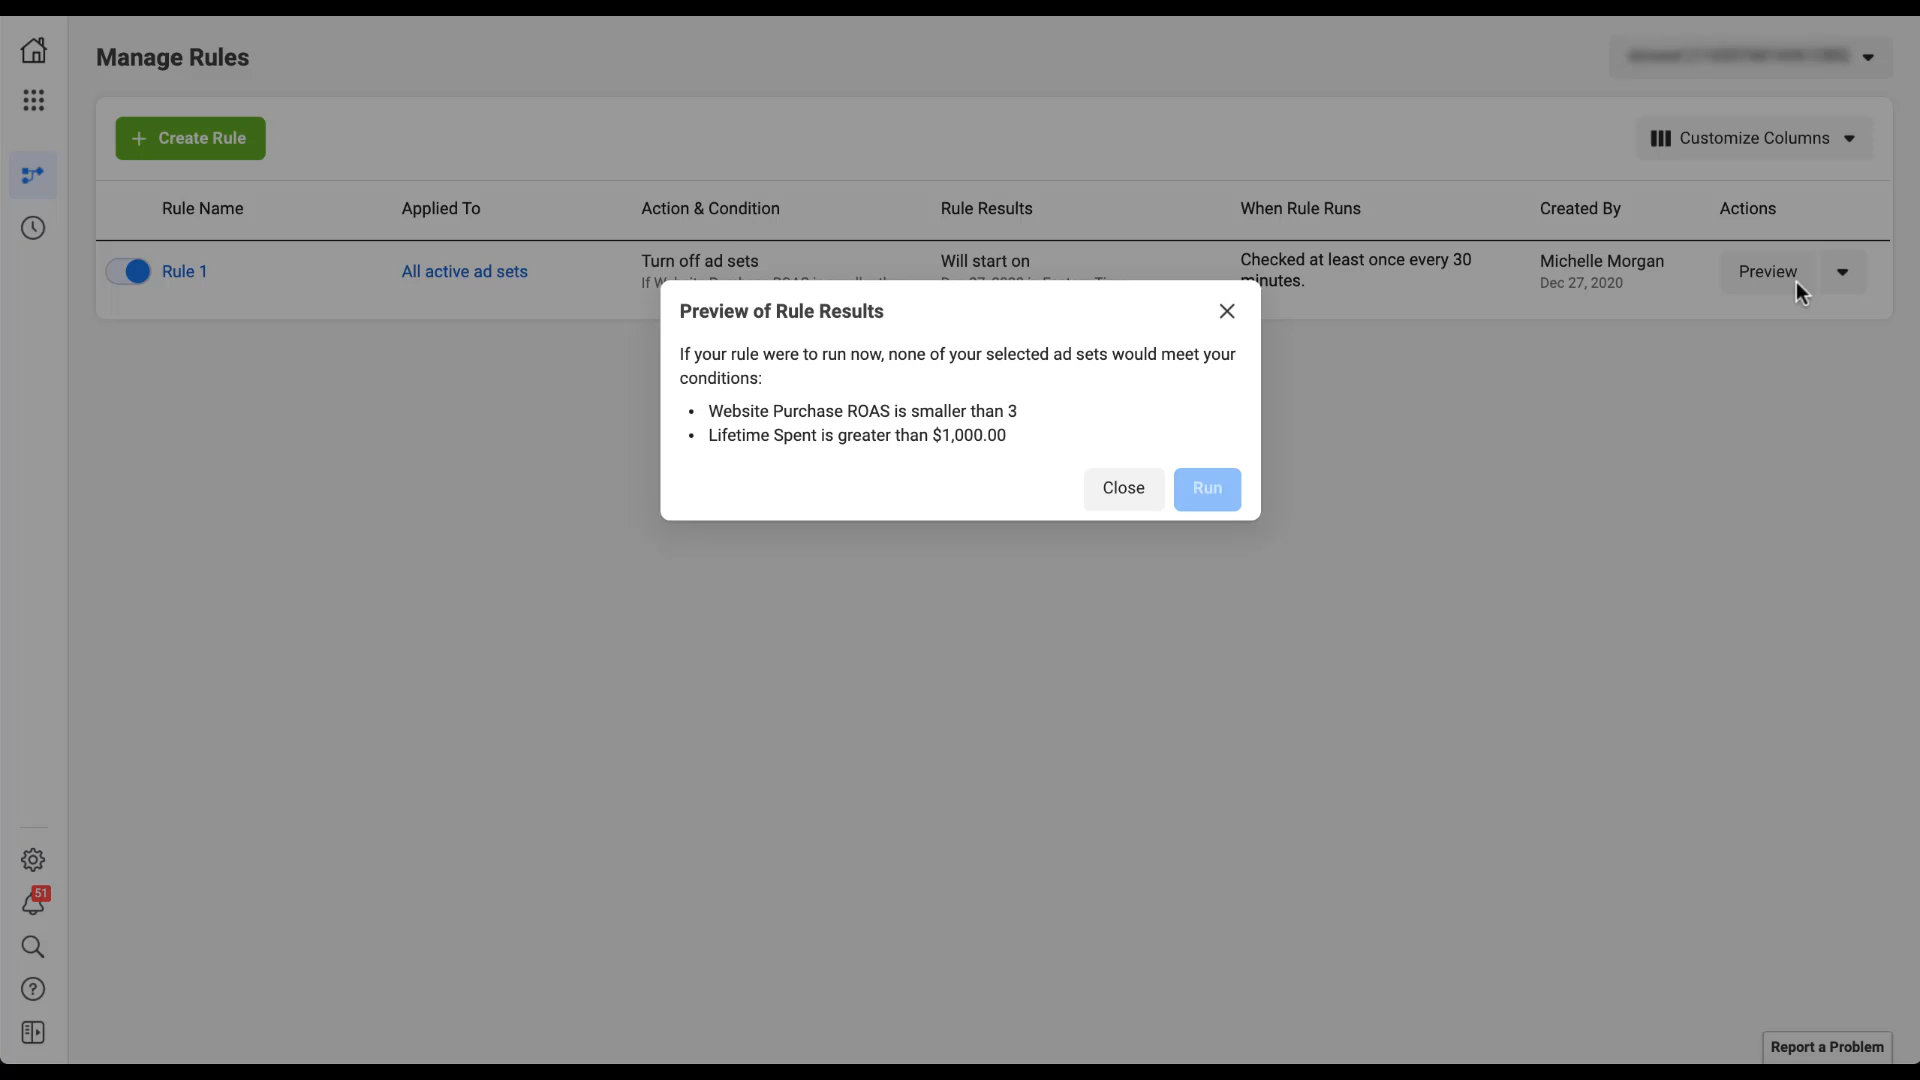 Manage Rules
Create Rule
Customize Columns
Rule Name Applied To Action & Condition Rule Results When Rule Runs Created By Actions
Rule 1 All active ad sets Turn off ad sets Will start on Checked at least once every 30 Michelle Morgan Preview
minutes. Dec 27, 2020
Preview of Rule Results
If your rule were to run now, none of your selected ad sets would meet your
conditions:
• Website Purchase ROAS is smaller than 3
• Lifetime Spent is greater than $1,000.00
Close Run
51
Report a Problem